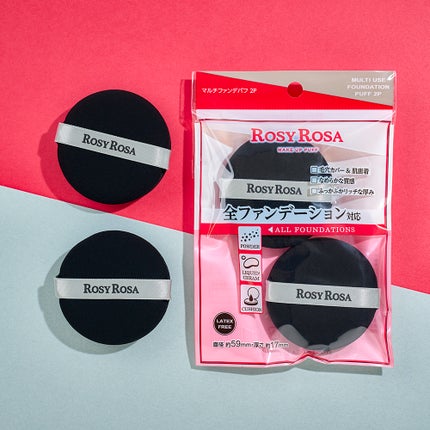 ROSY ROSA
ROSY ROSA
マルチファンデパフ 2P
MULTI USE
FOUNDATION
PUFF 2P
ROSY ROSA
MAKE UP PUFF
毛穴カバー & 肌密着
なめらかな質感
ふっかふかリッチな厚み
ROSY ROSA
全ファンデーション対応
◀ ALL FOUNDATIONS
POWDER
LIQUID/
CREAM
CUSHION
ROSY ROSA
LATEX
FREE
直径 約59mm・厚さ 約17mm